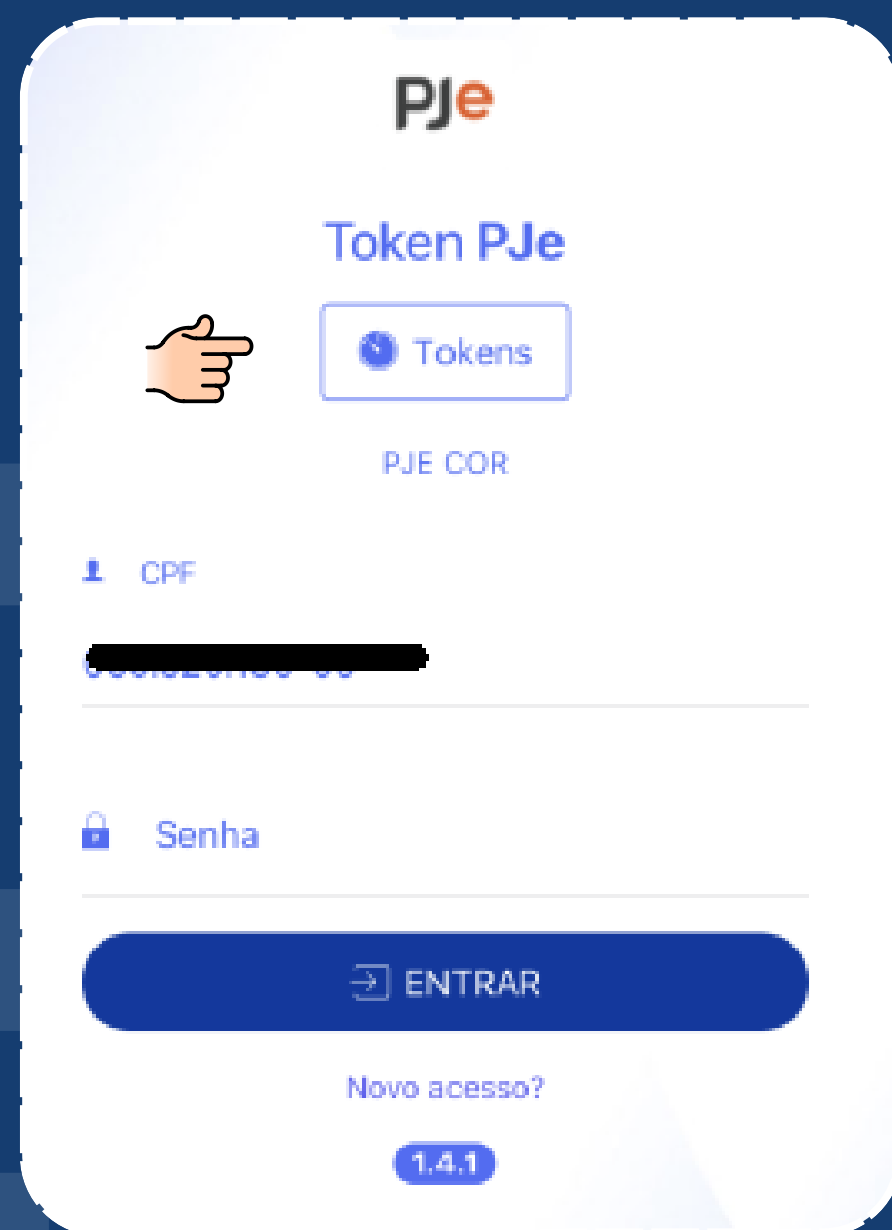 PJe
Token PJe
Tokens
PJE COR
CPF
Senha
ENTRAR
Novo acesso?
1.4.1